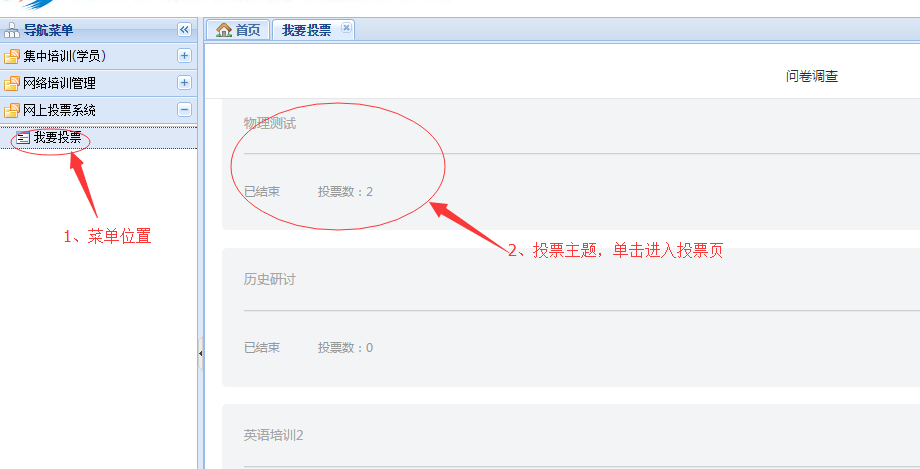 导航菜单
首页
我要投票
集中培训(学员)
网络培训管理
网上投票系统
我要投票
1、菜单位置
问卷调查
物理测试
已结束
投票数：2
2、投票主题，单击进入投票页
历史研讨
已结束
投票数：0
英语培训2